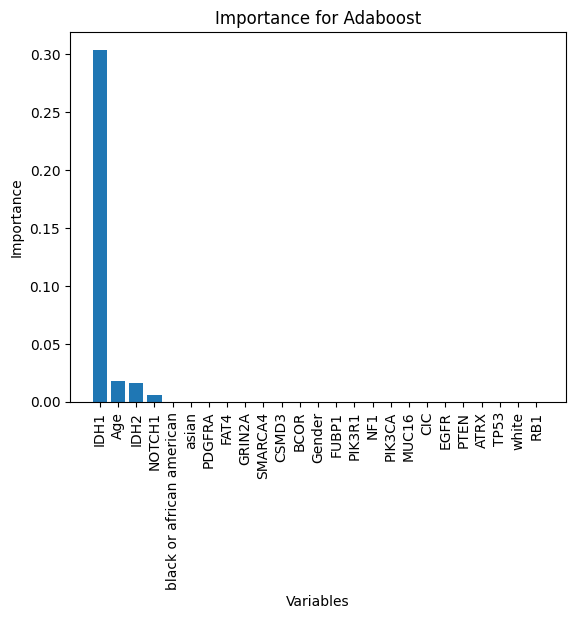 Importance for Adaboost
Importance
0.30
0.25
0.20
0.15
0.10
0.05
0.00
IDH1
Age
IDH2
NOTCH1
black or african american
asian
PDGFRA
FAT4
GRIN2A
SMARCA4
CSMD3
BCOR
Gender
FUBP1
PIK3R1
NF1
PIK3CA
MUC16
CIC
EGFR
PTEN
ATRX
TP53
white
RB1
Variables